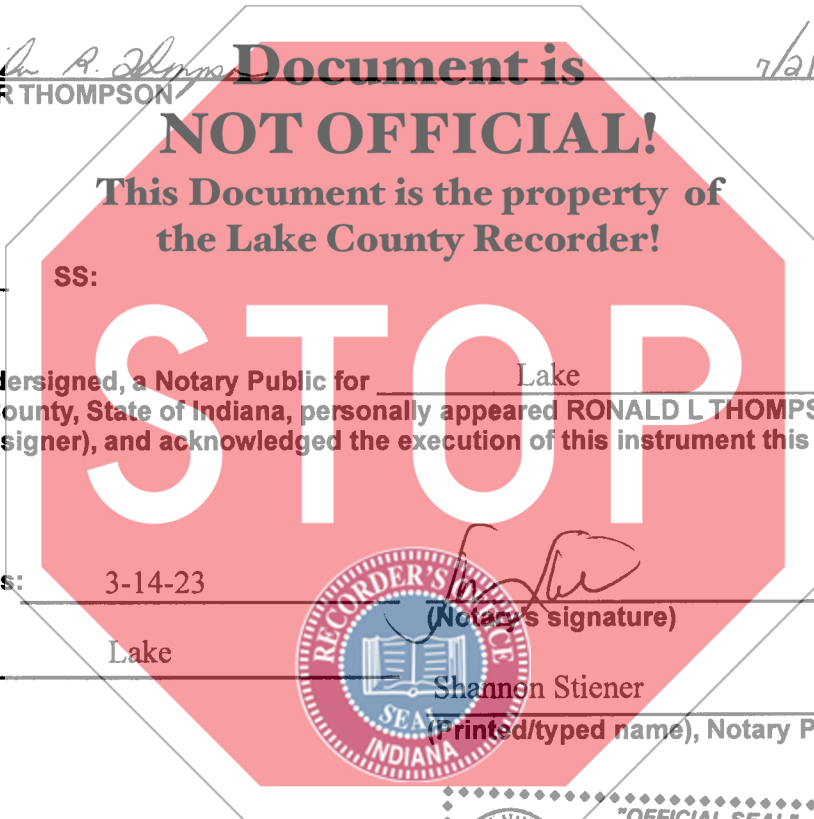 Document is
7/21
R THOMPSON
NOT OFFICIAL!
This Document is the property of
the Lake County Recorder!
SS:
STOP
dersigned, a Notary Public for Lake
ounty, State of Indiana, personally appeared RONALD L THOMPS
signer), and acknowledged the execution of this instrument this
s: 3-14-23
(Notary's signature)
RECORDER'S OFFICE
Lake
Shannon Stiener
SEAL
(Printed/typed name), Notary P
INDIANA
"OFFICIAL SEAL"